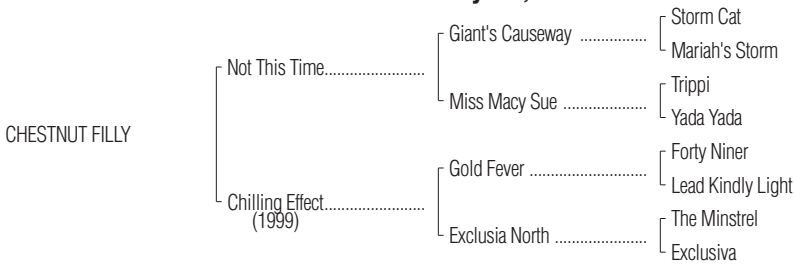 Storm Cat
Giant's Causeway ................
Mariah's Storm
Not This Time.......................
Trippi
Miss Macy Sue ....................
Yada Yada
CHESTNUT FILLY
Forty Niner
Gold Fever ............................
Lead Kindly Light
Chilling Effect.......................
(1999)
The Minstrel
Exclusia North ......................
Exclusiva